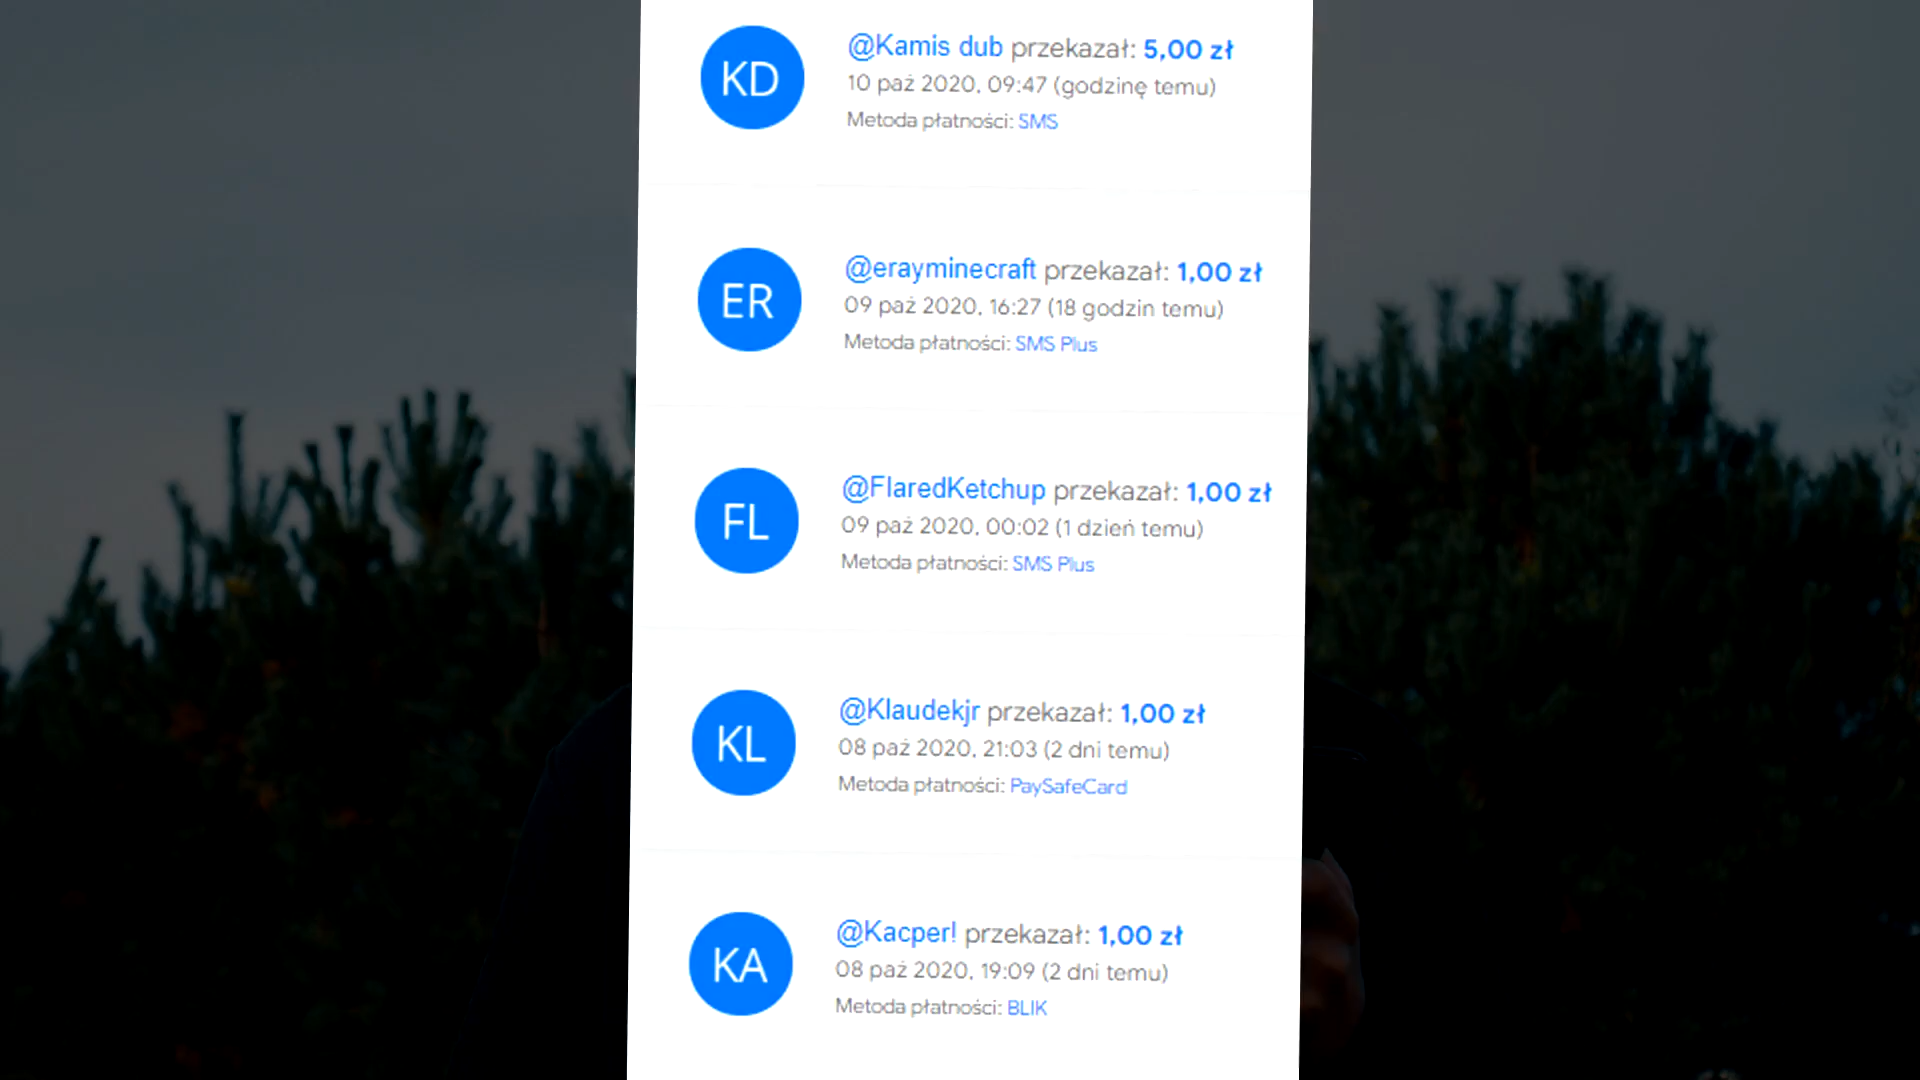 KD
@Kamis dub przekazał: 5,00 zł
10 paź 2020, 09:47 (godzinę temu)
Metoda płatności: SMS
ER
@erayminecraft przekazał: 1,00 zł
09 paź 2020, 16:27 (18 godzin temu)
Metoda płatności: SMS Plus
FL
@FlaredKetchup przekazał: 1,00 zł
09 paź 2020, 00:02 (1 dzień temu)
Metoda płatności: SMS Plus
KL
@Klaudekjr przekazał: 1,00 zł
08 paź 2020, 21:03 (2 dni temu)
Metoda płatności: PaySafeCard
KA
@Kacper! przekazał: 1,00 zł
08 paź 2020, 19:09 (2 dni temu)
Metoda płatności: BLIK